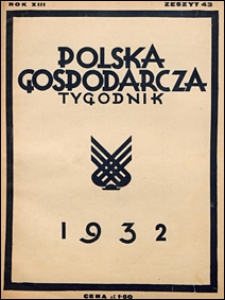 ROK XIII ZESZYT 43
POLSKA
GOSPODARCZA
TYGODNIK
1932
CENA zł 1·50